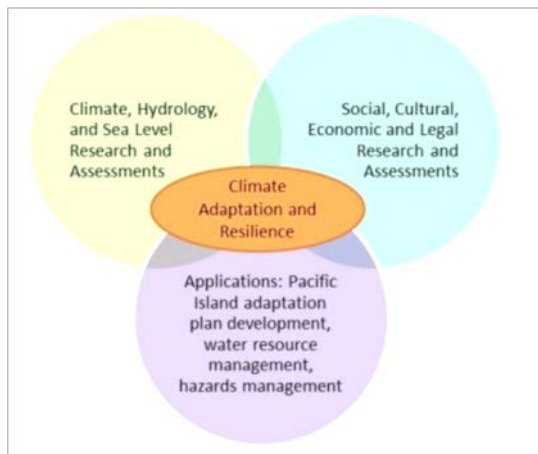 Climate, Hydrology,
and Sea Level
Research and
Assessments
Social, Cultural,
Economic and Legal
Research and
Assessments
Climate
Adaptation and
Resilience
Applications: Pacific
Island adaptation
plan development,
water resource
management,
hazards management